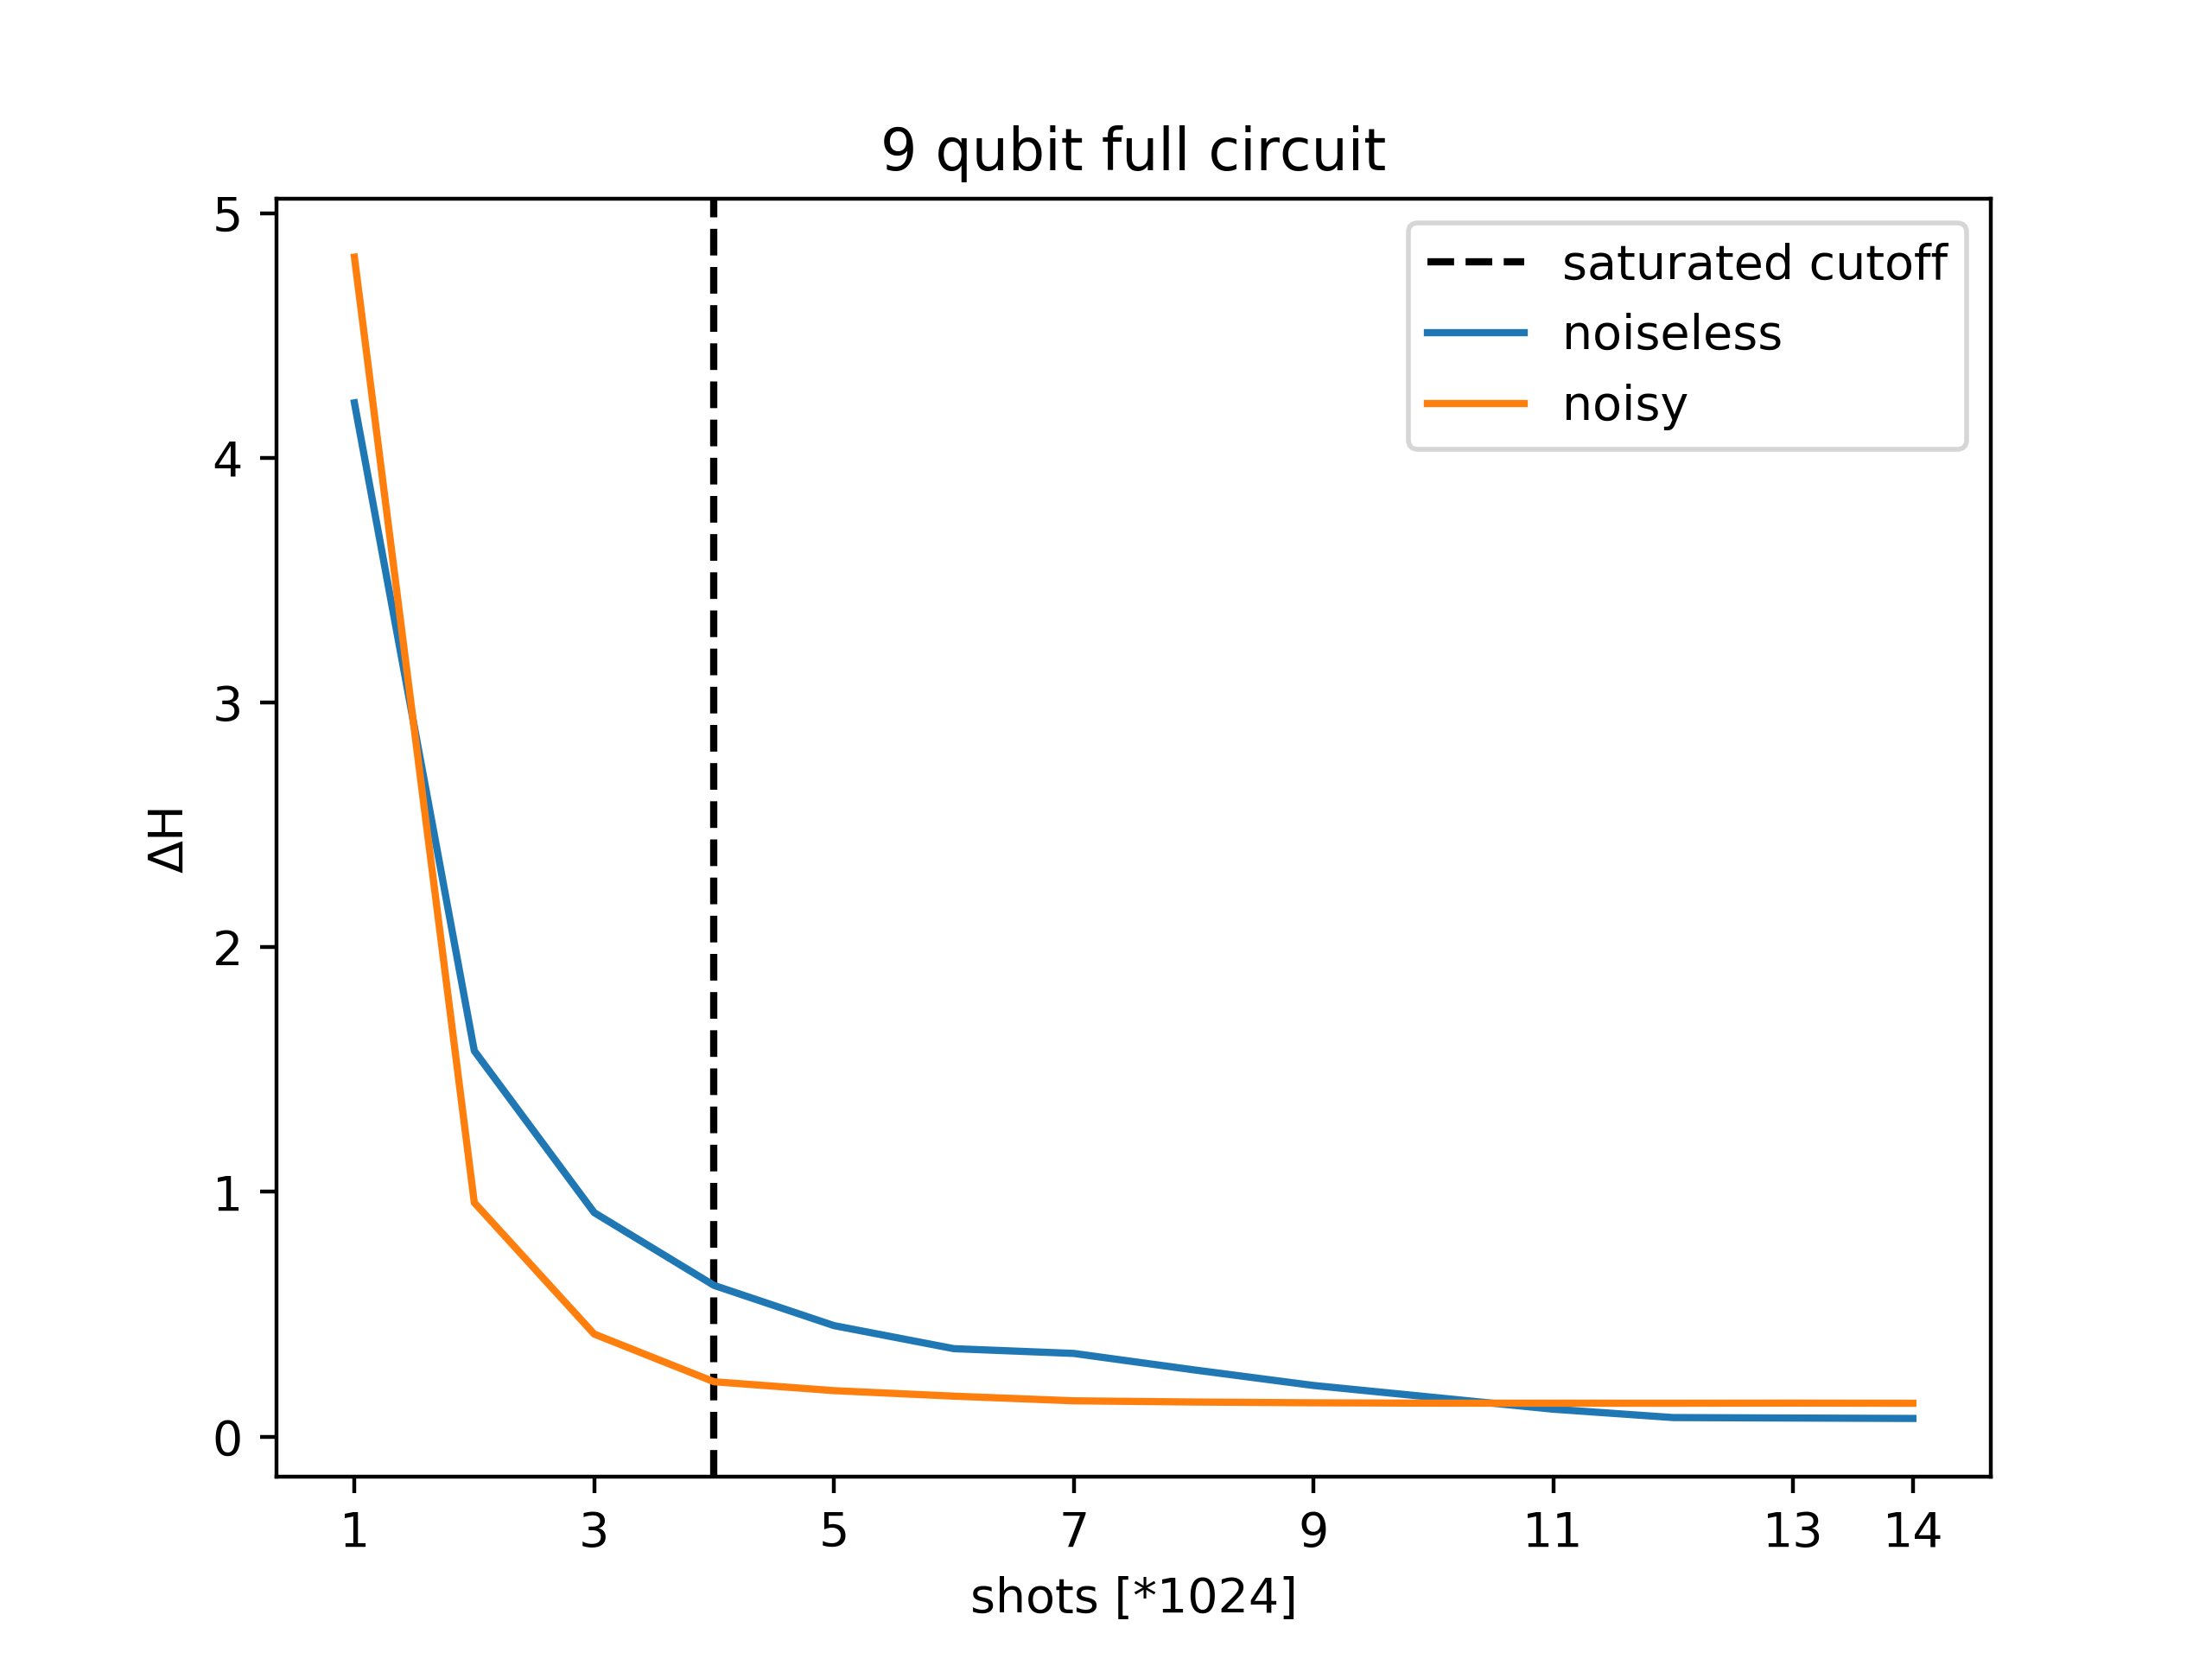 9 qubit full circuit
5
4
3
2
1
0
ΔH
saturated cutoff
noiseless
noisy
1 3 5 7 9 11 13 14
shots [*1024]